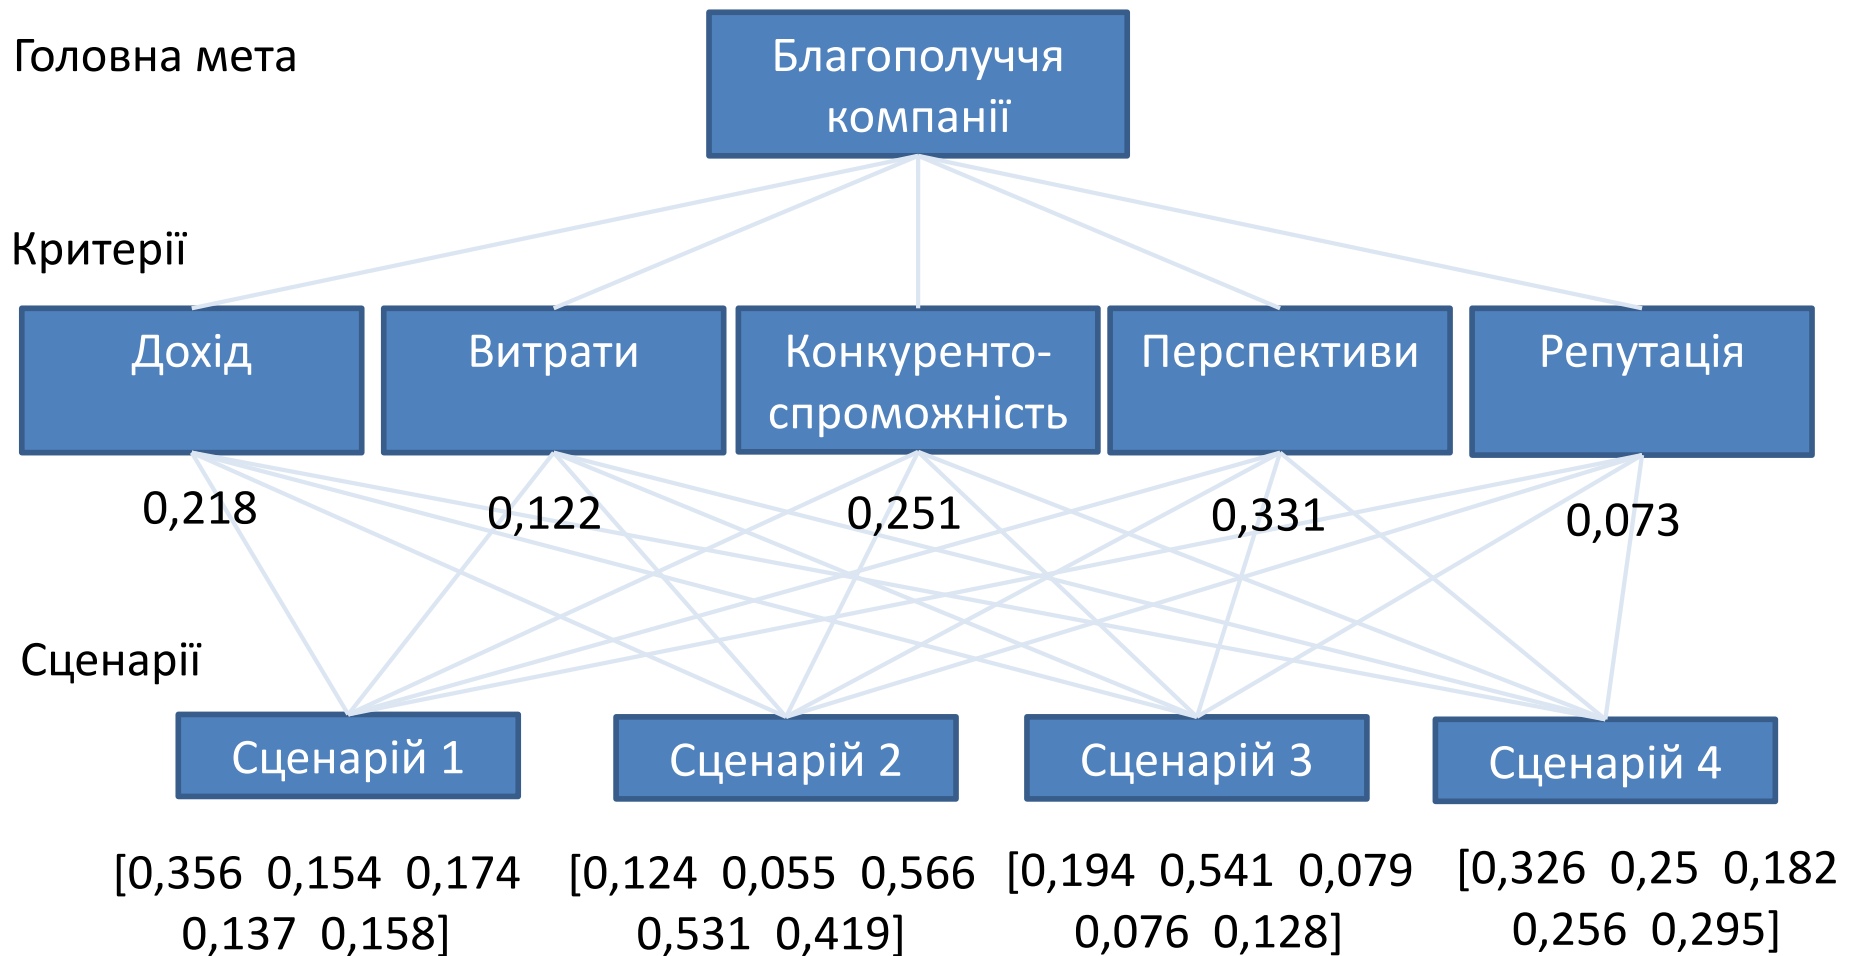 Головна мета
Благополуччя
компанії
Критерії
Дохід
Витрати
Конкуренто-
спроможність
Перспективи
Репутація
0,218
0,122
0,251
0,331
0,073
Сценарії
Сценарій 1
Сценарій 2
Сценарій 3
Сценарій 4
[0,356 0,154 0,174
0,137 0,158]
[0,124 0,055 0,566
0,531 0,419]
[0,194 0,541 0,079
0,076 0,128]
[0,326 0,25 0,182
0,256 0,295]